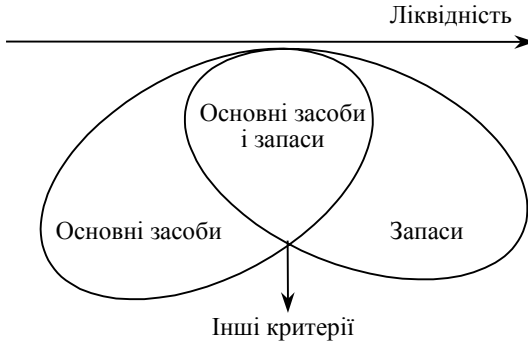 Ліквідність
Основні засоби
і запаси
Основні засоби
Запаси
Інші критерії